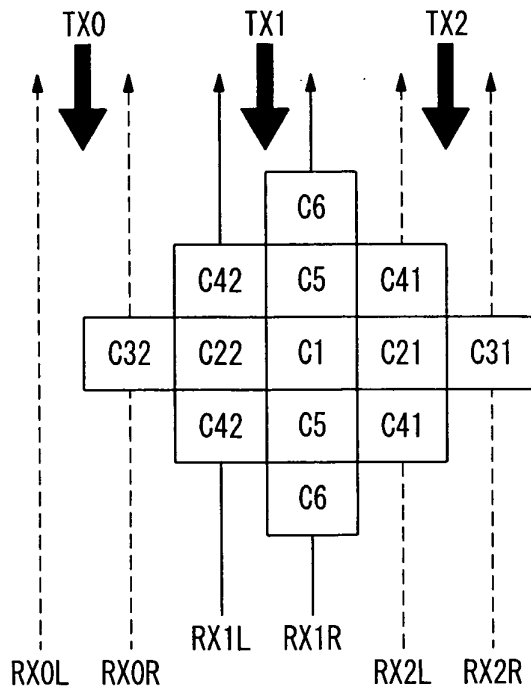 TX0 TX1 TX2
C6
C42 C5 C41
C32 C22 C1 C21 C31
C42 C5 C41
C6
RX1L RX1R
RX0L RX0R RX2L RX2R